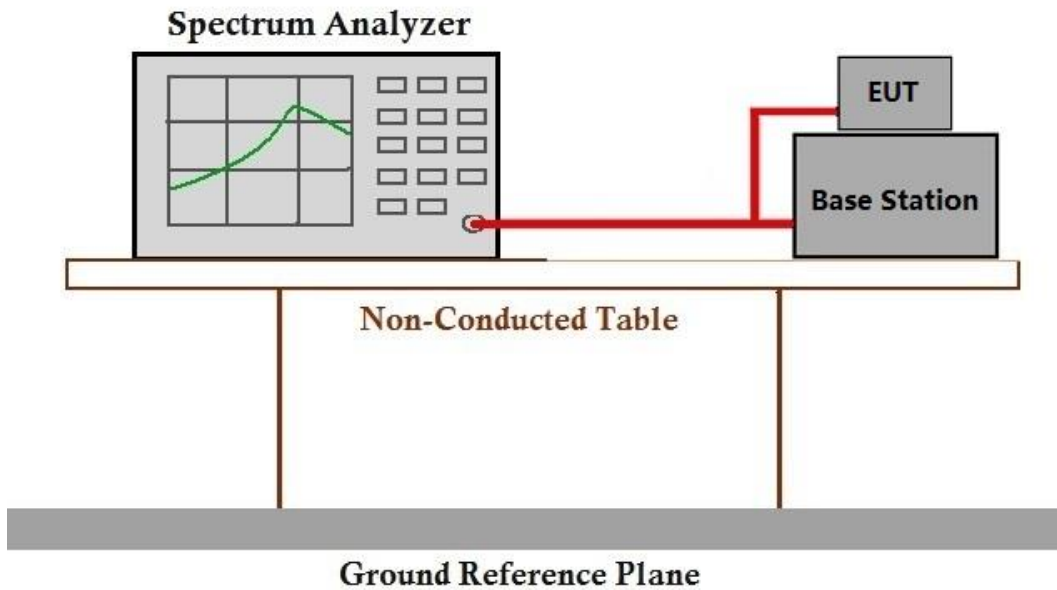 Spectrum Analyzer
EUT
Base Station
Non-Conducted Table
Ground Reference Plane